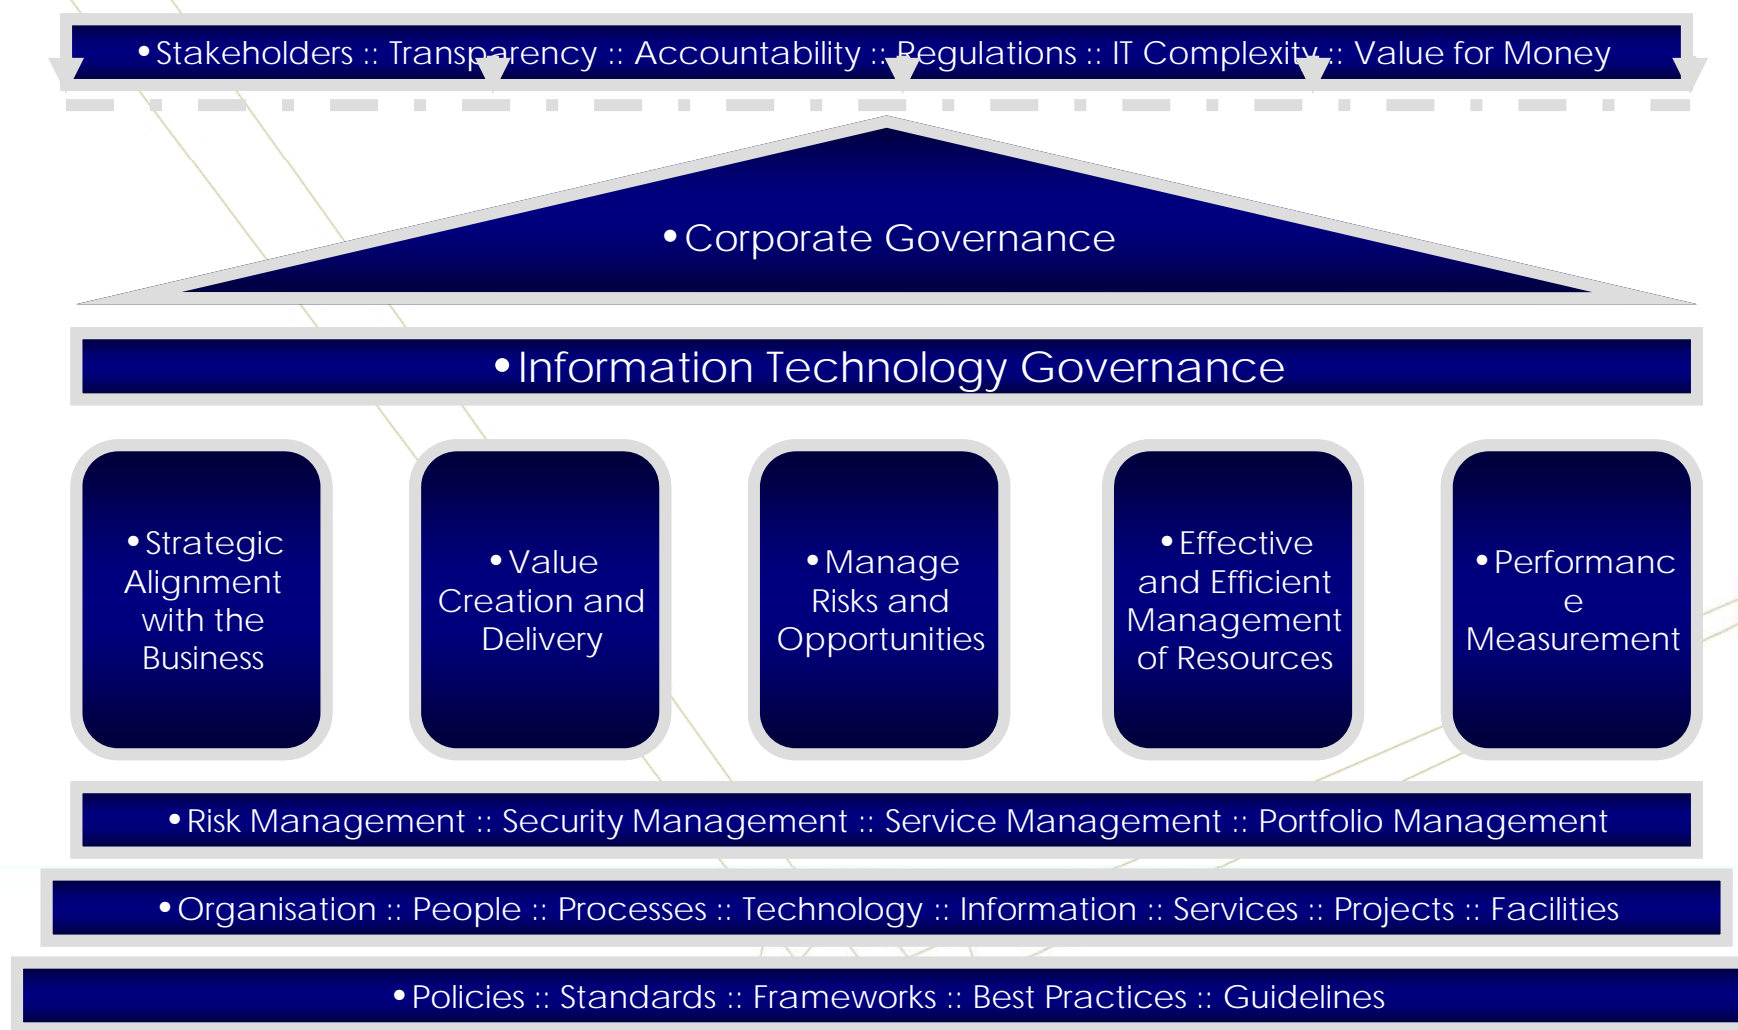 •Stakeholders :: Transparency :: Accountability :: Regulations :: IT Complexity :: Value for Money
•Corporate Governance
•Information Technology Governance
•Strategic
Alignment
with the
Business
•Value
Creation and
Delivery
•Manage
Risks and
Opportunities
•Effective
and Efficient
Management
of Resources
•Performanc
e
Measurement
•Risk Management :: Security Management :: Service Management :: Portfolio Management
•Organisation :: People :: Processes :: Technology :: Information :: Services :: Projects :: Facilities
•Policies :: Standards :: Frameworks :: Best Practices :: Guidelines